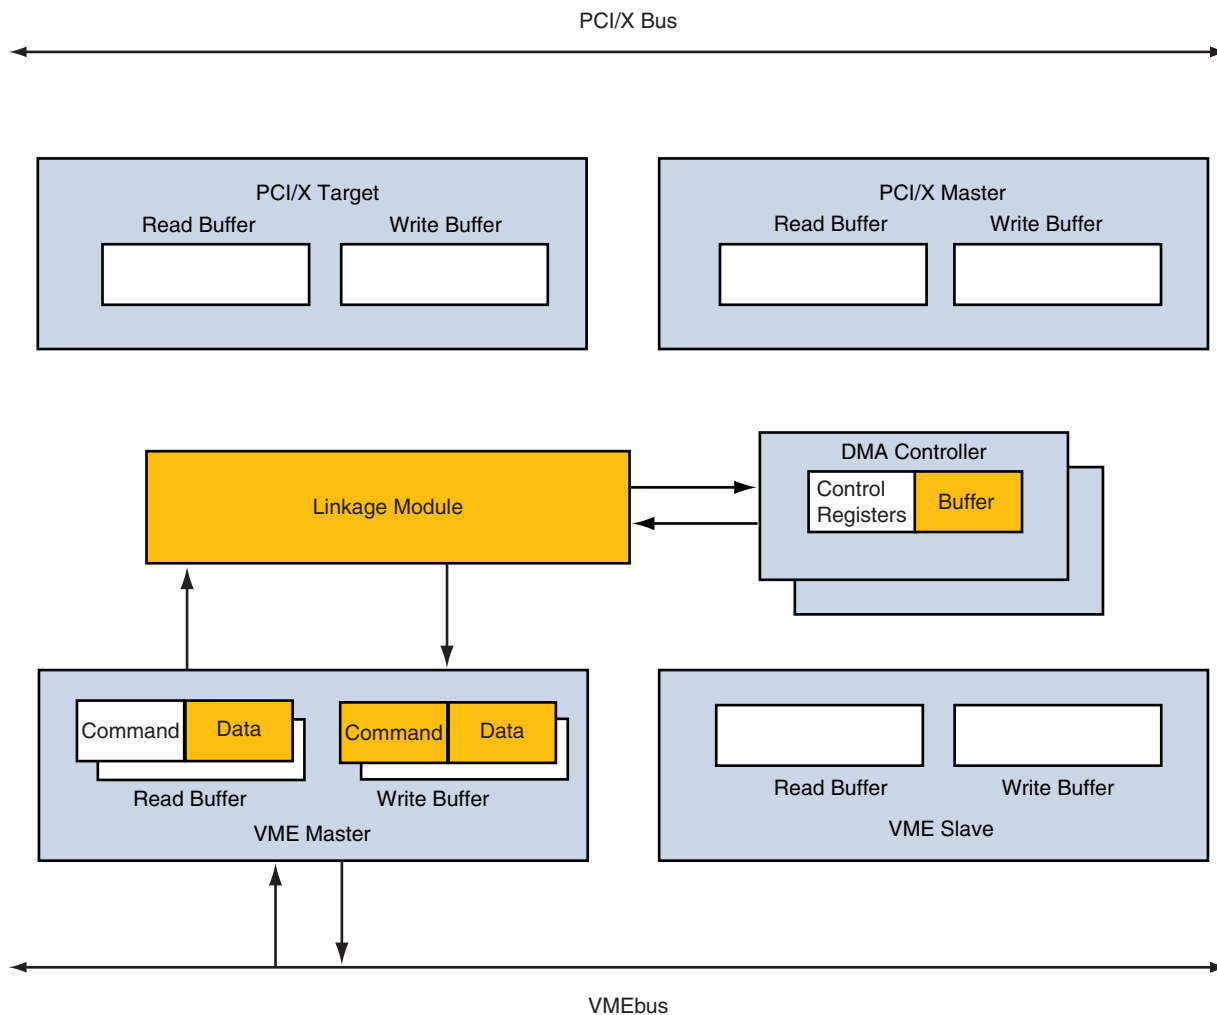 PCI/X Bus
PCI/X Target
Read Buffer
Write Buffer
PCI/X Master
Read Buffer
Write Buffer
Linkage Module
DMA Controller
Control
Registers
Buffer
Command
Data
Command
Data
Read Buffer
Write Buffer
VME Master
Read Buffer
Write Buffer
VME Slave
VMEbus